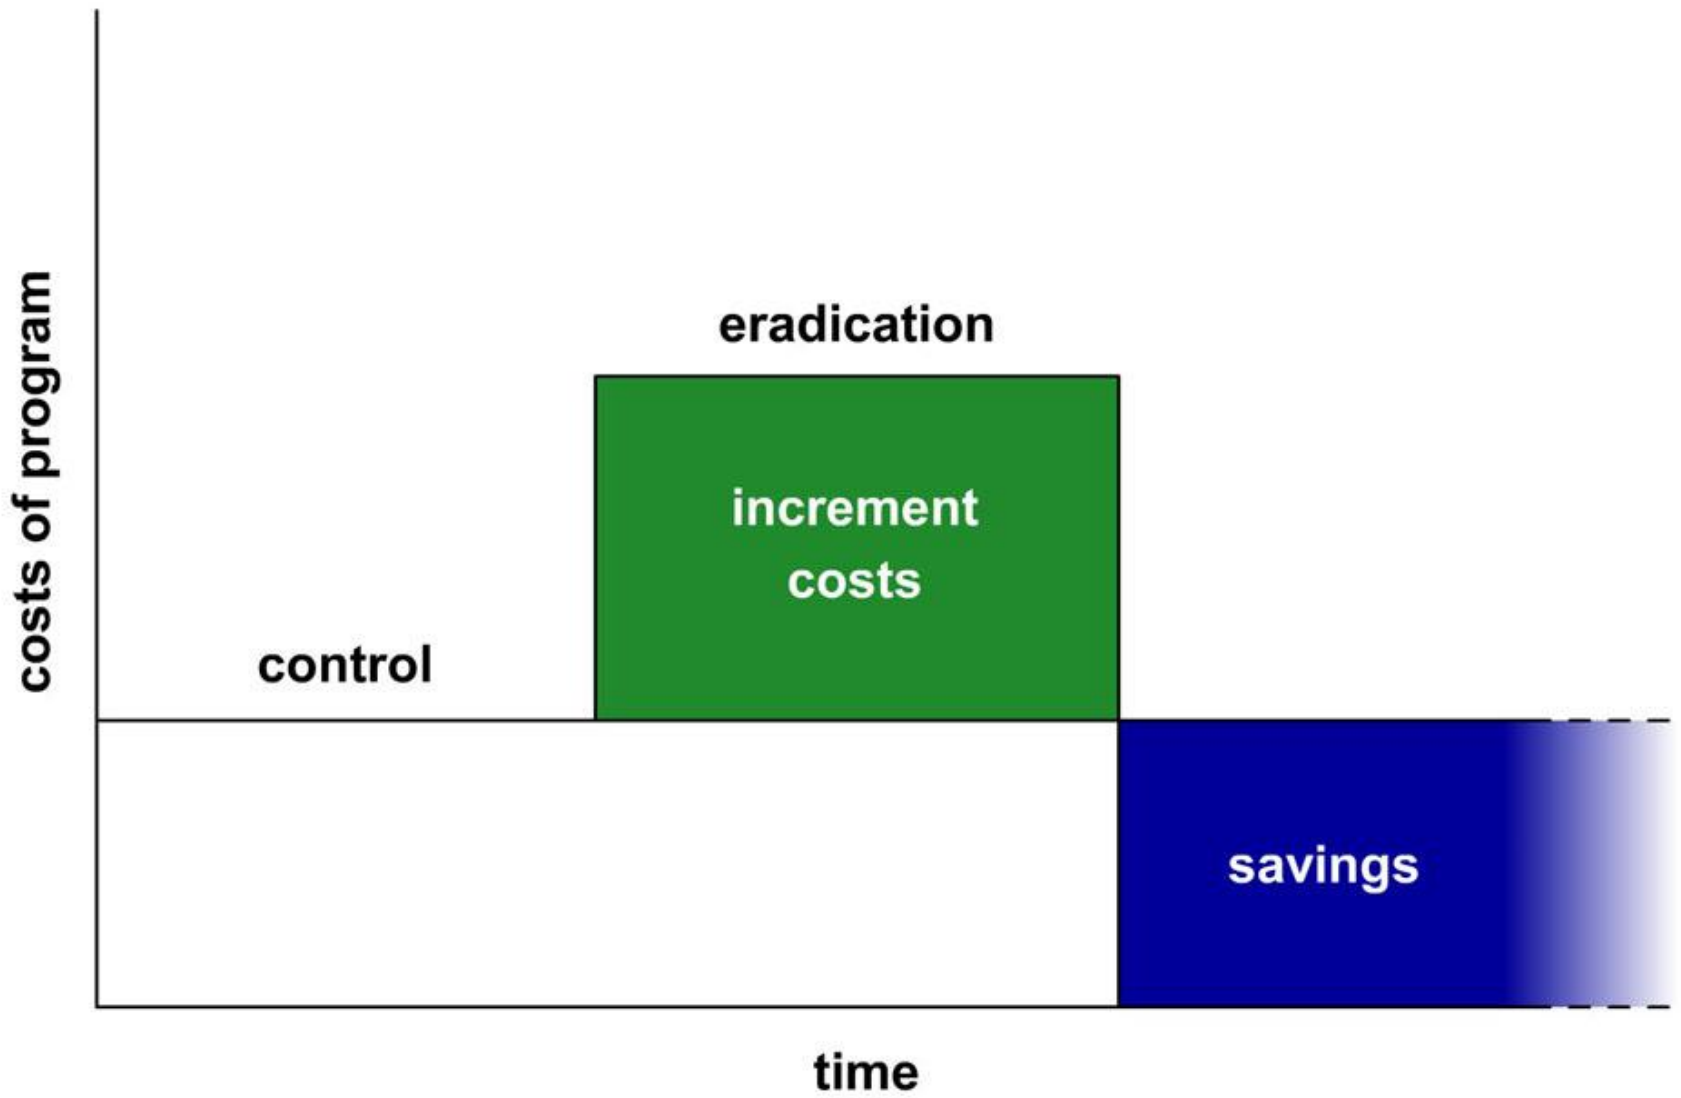 costs of program
eradication
increment
costs
control
savings
time